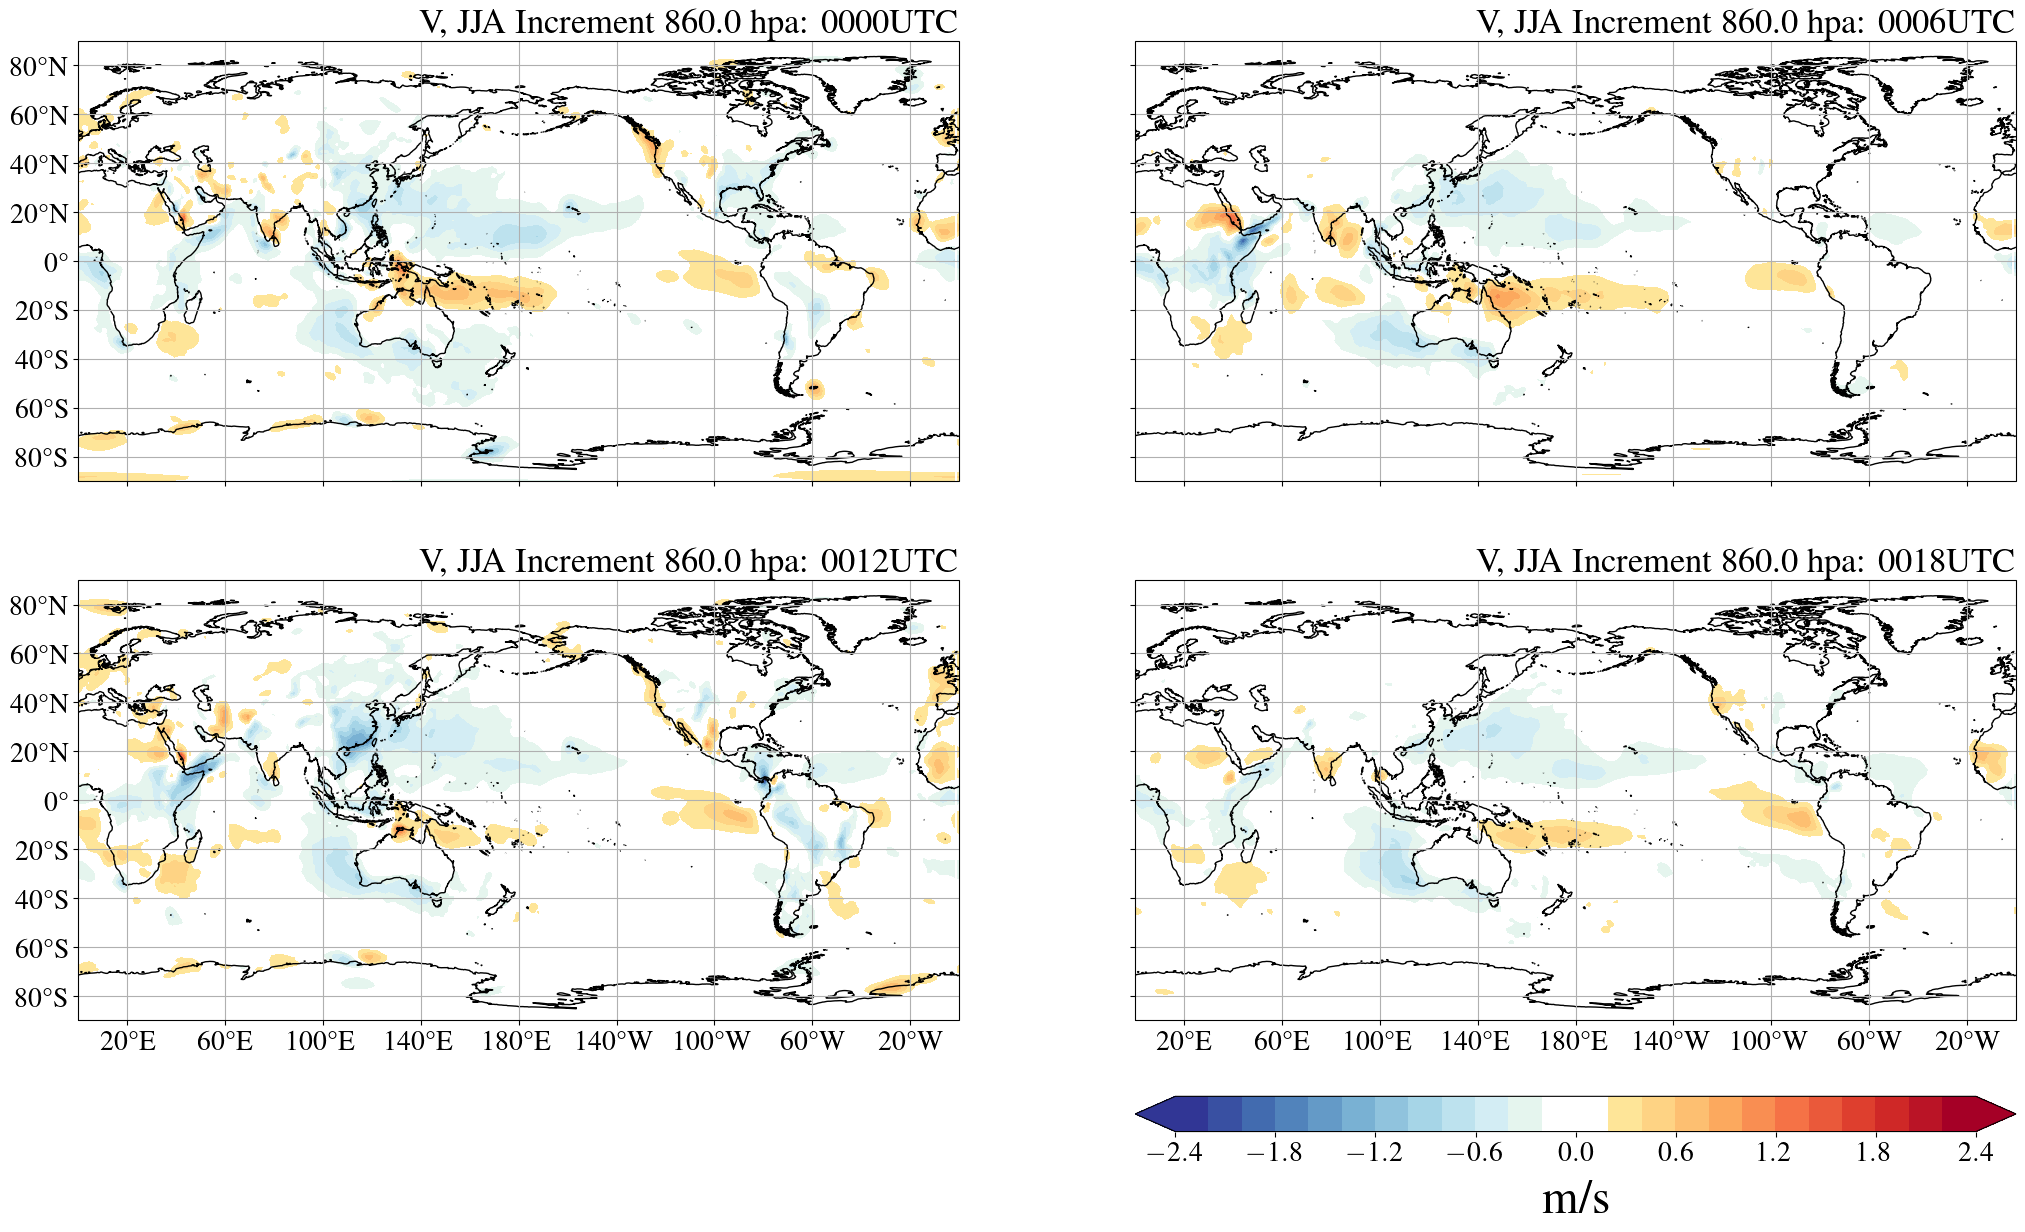 V, JJA Increment 860.0 hpa: 0000UTC
V, JJA Increment 860.0 hpa: 0006UTC
80°N
60°N
40°N
20°N
0°
20°S
40°S
60°S
80°S
V, JJA Increment 860.0 hpa: 0012UTC
V, JJA Increment 860.0 hpa: 0018UTC
80°N
60°N
40°N
20°N
0°
20°S
40°S
60°S
80°S
20°E 60°E 100°E 140°E 180°E 140°W 100°W 60°W 20°W
20°E 60°E 100°E 140°E 180°E 140°W 100°W 60°W 20°W
−2.4 −1.8 −1.2 −0.6 0.0 0.6 1.2 1.8 2.4
m/s